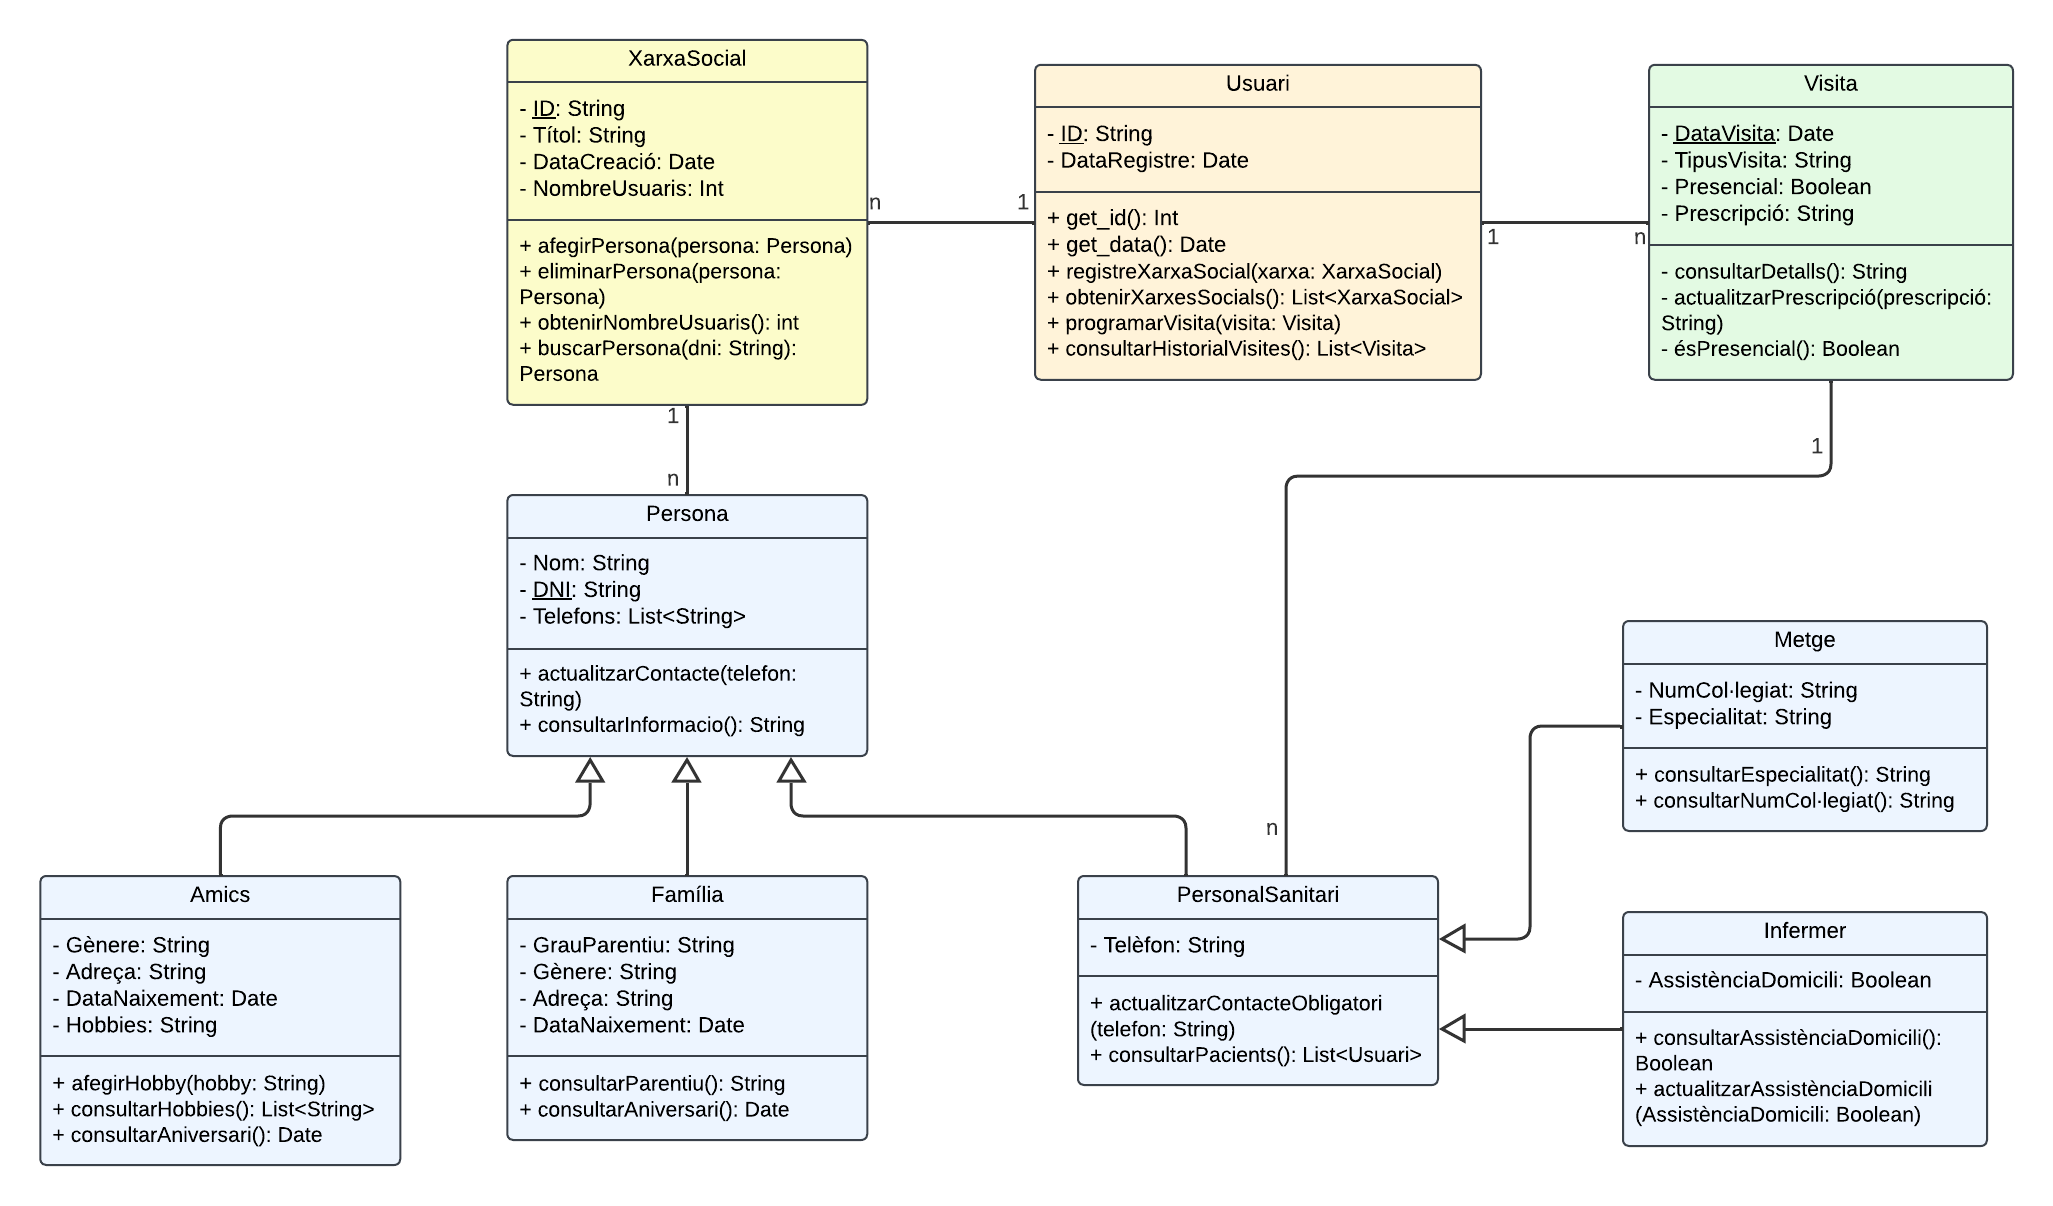 XarxaSocial
- ID: String
- Títol: String
- DataCreació: Date
- NombreUsuaris: Int
+ afegirPersona(persona: Persona)
+ eliminarPersona(persona:
Persona)
+ obtenirNombreUsuaris(): int
+ buscarPersona(dni: String):
Persona
n
1
Usuari
- ID: String
- DataRegistre: Date
+ get_id(): Int
+ get_data(): Date
+ registreXarxaSocial(xarxa: XarxaSocial)
+ obtenirXarxesSocials(): List<XarxaSocial>
+ programarVisita(visita: Visita)
+ consultarHistorialVisites(): List<Visita>
1
n
Visita
- DataVisita: Date
- TipusVisita: String
- Presencial: Boolean
- Prescripció: String
- consultarDetalls(): String
- actualitzarPrescripció(prescripció:
String)
- ésPresencial(): Boolean
1
n
1
n
Persona
- Nom: String
- DNI: String
- Telefons: List<String>
+ actualitzarContacte(telefon:
String)
+ consultarInformacio(): String
Metge
- NumCol·legiat: String
- Especialitat: String
+ consultarEspecialitat(): String
+ consultarNumCol·legiat(): String
Amics
- Gènere: String
- Adreça: String
- DataNaixement: Date
- Hobbies: String
+ afegirHobby(hobby: String)
+ consultarHobbies(): List<String>
+ consultarAniversari(): Date
Família
- GrauParentiu: String
- Gènere: String
- Adreça: String
- DataNaixement: Date
+ consultarParentiu(): String
+ consultarAniversari(): Date
PersonalSanitari
- Telèfon: String
+ actualitzarContacteObligatori
(telefon: String)
+ consultarPacients(): List<Usuari>
Infermer
- AssistènciaDomicili: Boolean
+ consultarAssistènciaDomicili():
Boolean
+ actualitzarAssistènciaDomicili
(AssistènciaDomicili: Boolean)